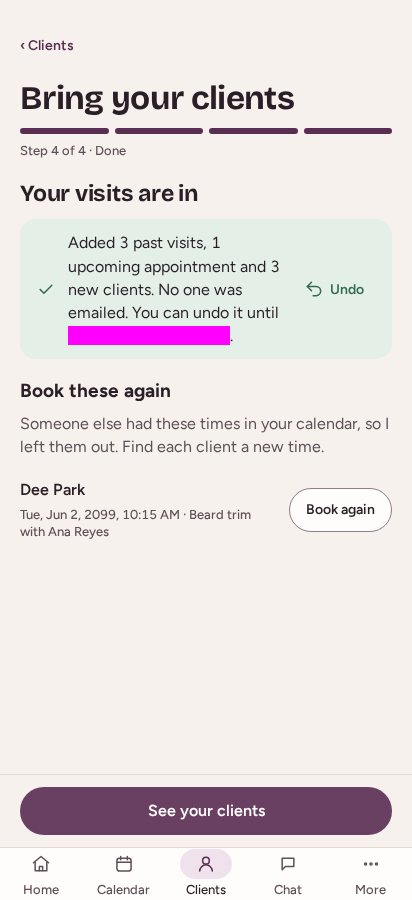 ‹ Clients
Bring your clients
Step 4 of 4 · Done
Your visits are in
Added 3 past visits, 1
upcoming appointment and 3
new clients. No one was
emailed. You can undo it until
.
Undo
Book these again
Someone else had these times in your calendar, so I
left them out. Find each client a new time.
Dee Park
Tue, Jun 2, 2099, 10:15 AM · Beard trim
with Ana Reyes
Book again
See your clients
Home
Calendar
Clients
Chat
More